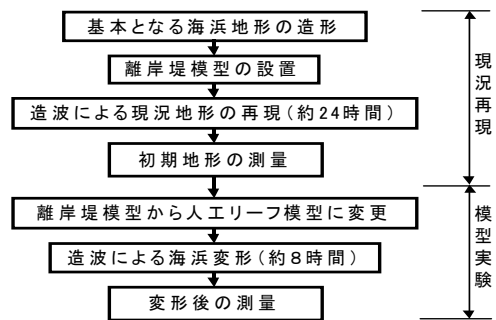 基本となる海浜地形の造形
離岸堤模型の設置
造波による現況地形の再現(約24時間)
初期地形の測量
離岸堤模型から人工リーフ模型に変更
造波による海浜変形(約8時間)
変形後の測量
現況再現
模型実験